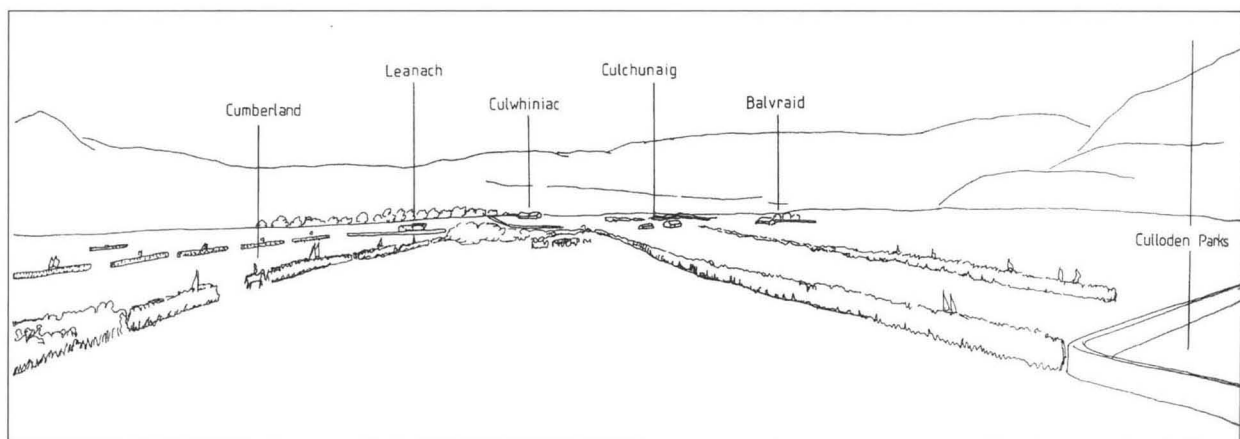 Cumberland
Leanach
Culwhiniac
Culchunaig
Balvraid
Culloden Parks